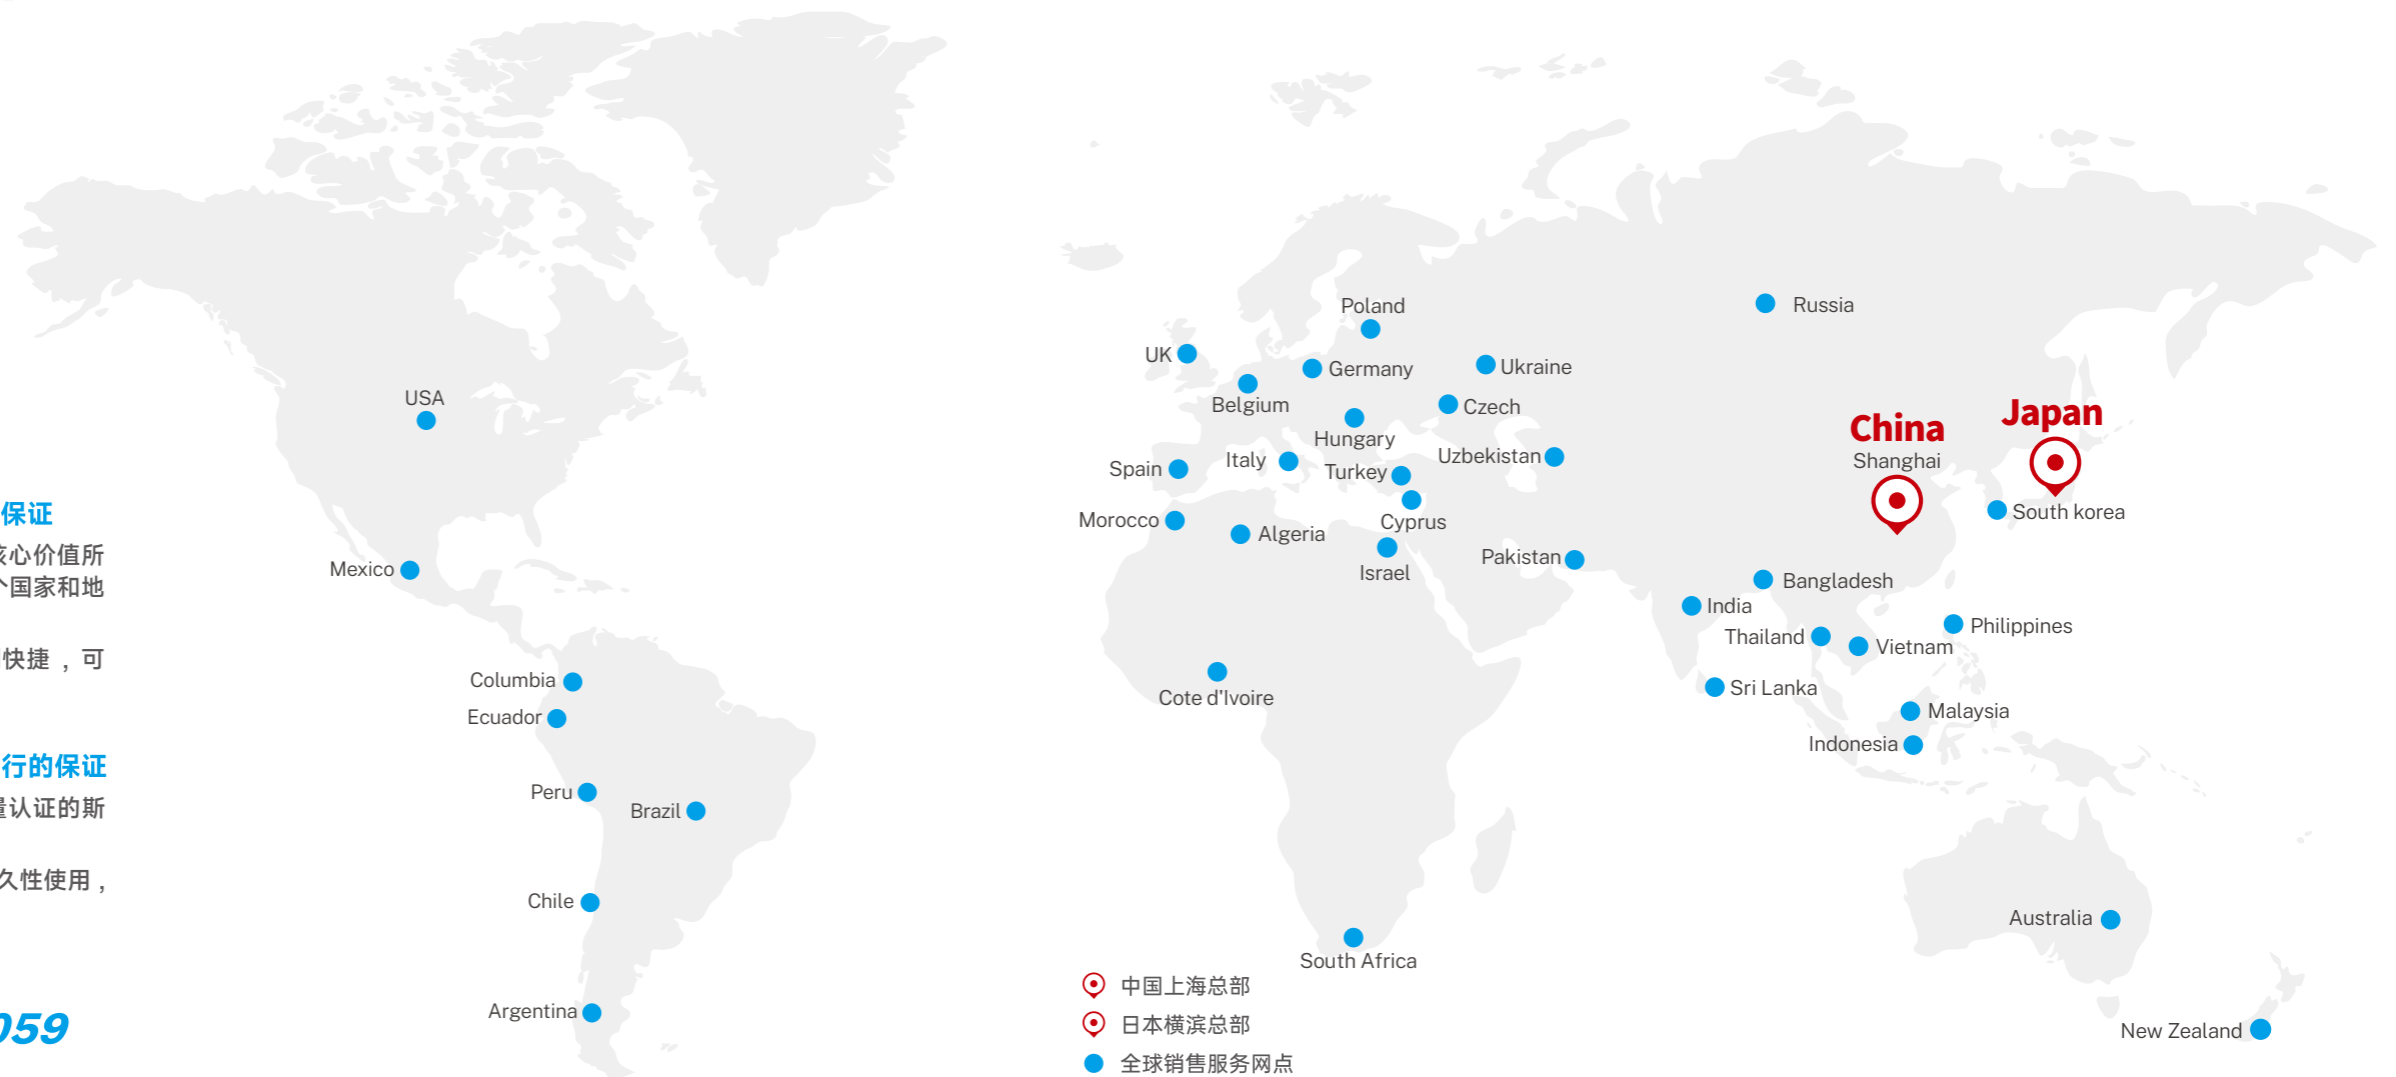 保证
核心价值所
个国家和地
快捷，可
行的保证
量认证的斯
久性使用，
059
USA
Mexico
Columbia
Ecuador
Peru
Brazil
Chile
Argentina
Poland
UK
Germany
Ukraine
Belgium
Czech
Hungary
Spain
Italy
Turkey
Uzbekistan
Morocco
Algeria
Cyprus
Israel
Pakistan
Cote d'Ivoire
South Africa
Russia
China
Shanghai
Japan
South korea
Bangladesh
India
Thailand
Vietnam
Philippines
Sri Lanka
Malaysia
Indonesia
Australia
New Zealand
中国上海总部
日本横滨总部
全球销售服务网点